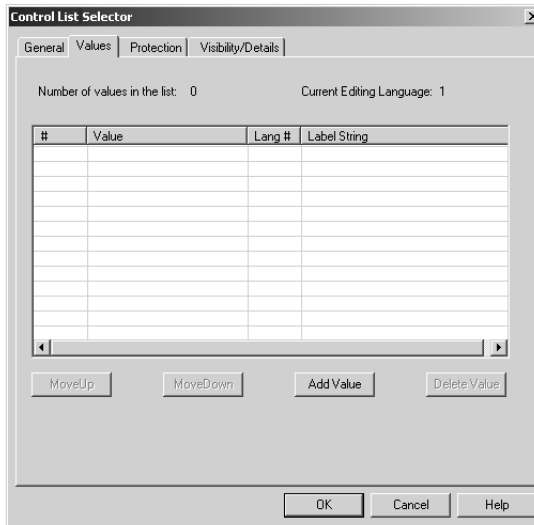 Control List Selector
General Values Protection Visibility/Details
Number of values in the list: 0 Current Editing Language: 1
# Value Lang # Label String
MoveUp MoveDown Add Value Delete Value
OK Cancel Help